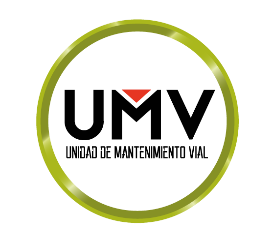 UMV
UNIDAD DE MANTENIMIENTO VIAL